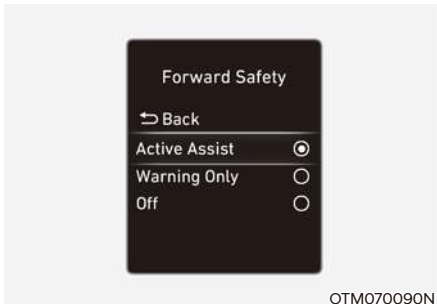 Forward Safety
Back
Active Assist
Warning Only
Off
OTM070090N